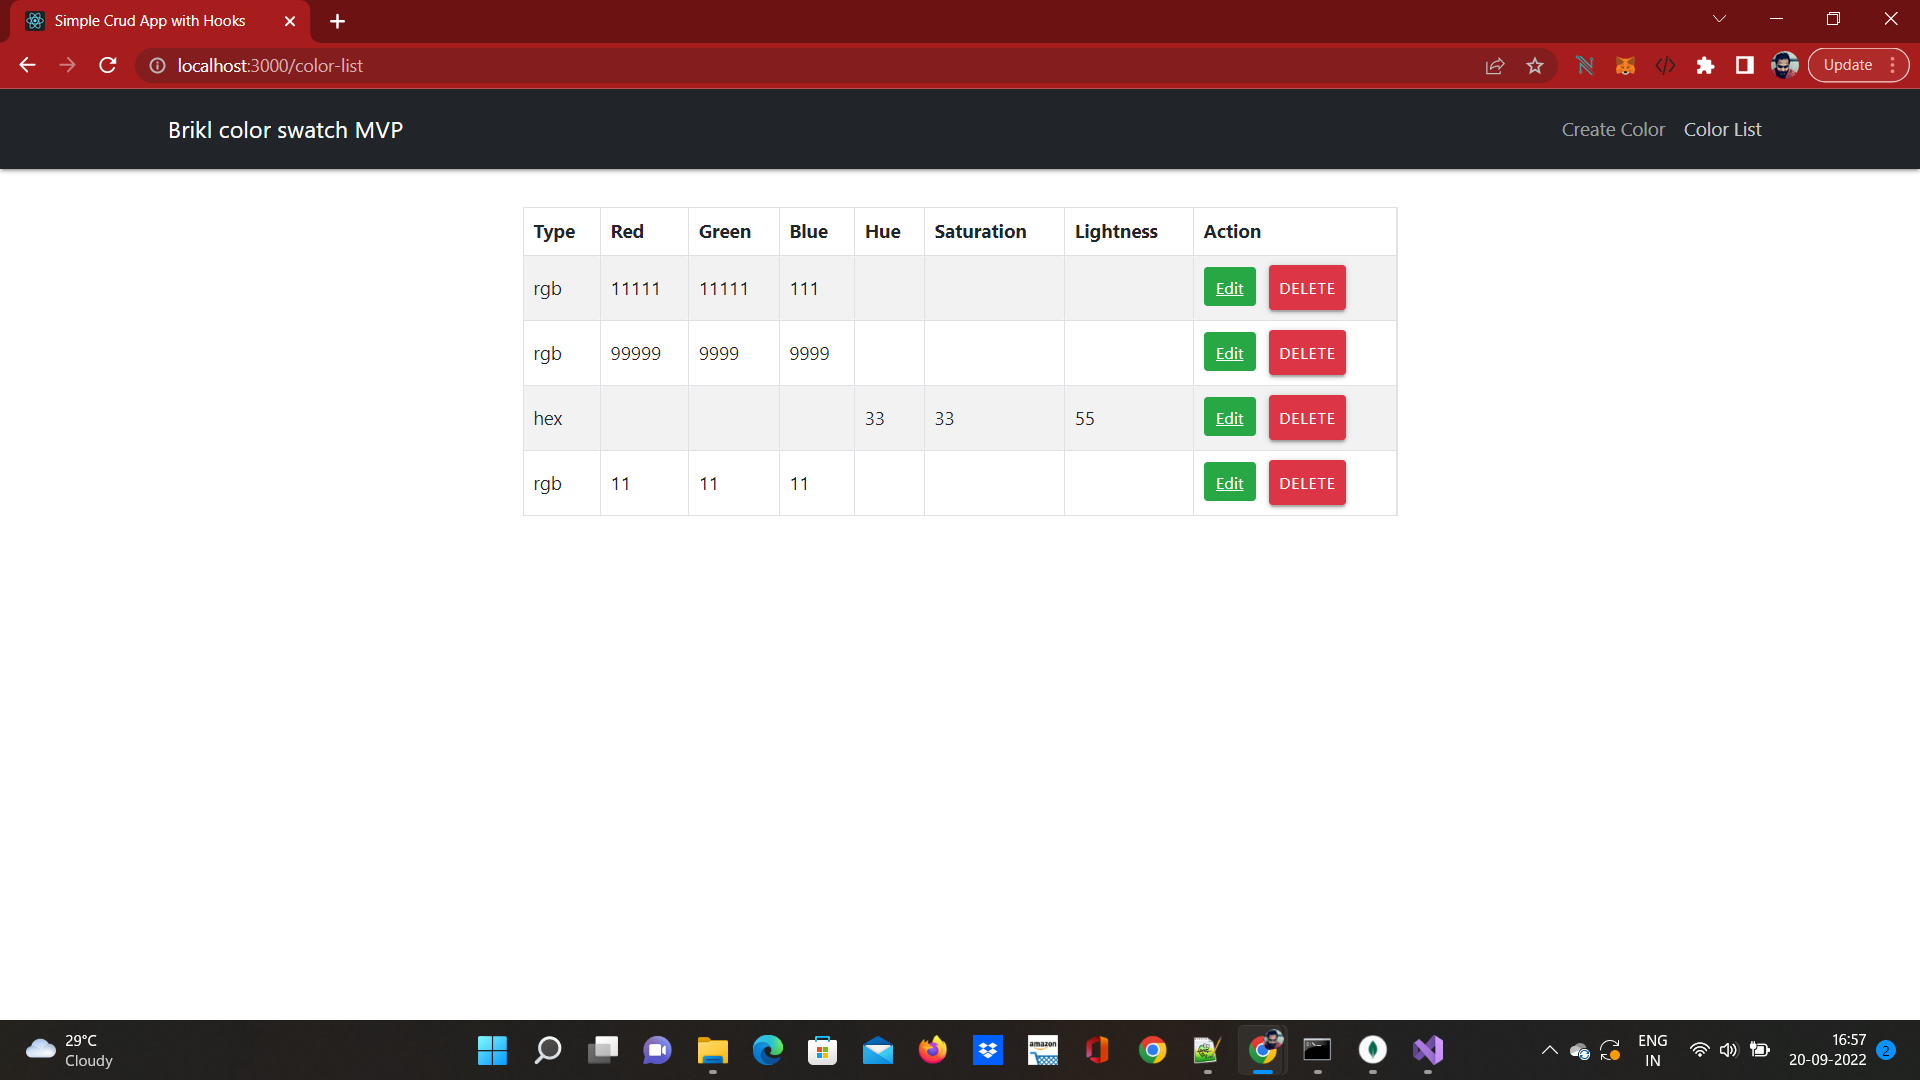 Simple Crud App with Hooks
localhost:3000/color-list
Update
Brikl color swatch MVP
Create Color Color List
Type Red Green Blue Hue Saturation Lightness Action
rgb 11111 11111 111 Edit DELETE
rgb 99999 9999 9999 Edit DELETE
hex 33 33 55 Edit DELETE
rgb 11 11 11 Edit DELETE
29°C
Cloudy
amazon
ENG
IN
16:57
20-09-2022
2